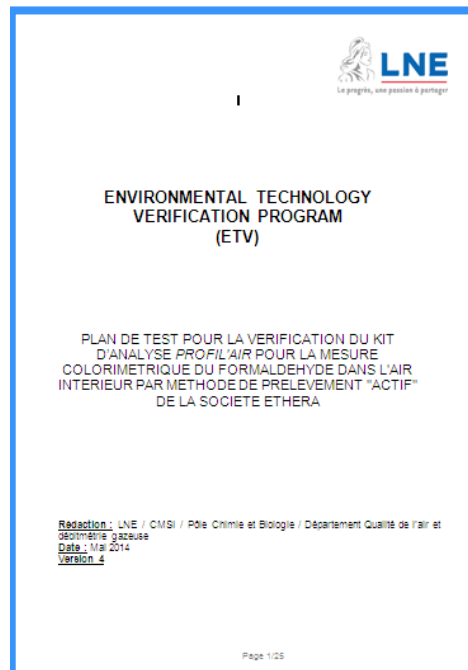 LNE
Le progrès, une passion à partager
I
ENVIRONMENTAL TECHNOLOGY
VERIFICATION PROGRAM
(ETV)
PLAN DE TEST POUR LA VERIFICATION DU KIT
D'ANALYSE PROFIL'AIR POUR LA MESURE
COLORIMETRIQUE DU FORMALDEHYDE DANS L'AIR
INTERIEUR PAR METHODE DE PRELEVEMENT "ACTIF"
DE LA SOCIETE ETHERA
Rédaction : LNE / CMSI / Pôle Chimie et Biologie / Département Qualité de l'air et
débitmétrie gazeuse
Date : Mai 2014
Version 4
Page 1/25